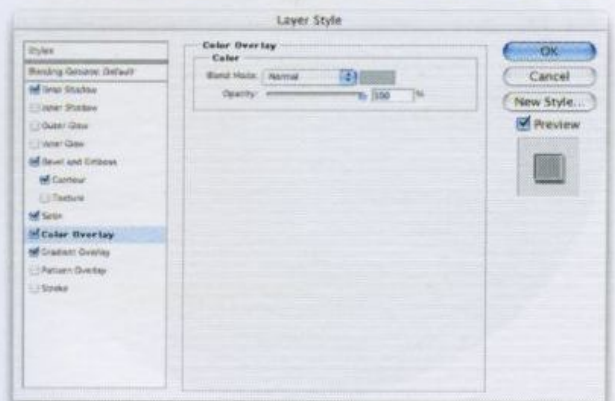 Layer Style
Styles
Blending Options: Default
Drop Shadow
Inner Shadow
Outer Glow
Inner Glow
Bevel and Emboss
Contour
Texture
Satin
Color Overlay
Gradient Overlay
Pattern Overlay
Stroke
Color Overlay
Color
Blend Mode: Normal
Opacity: 100 %
OK
Cancel
New Style...
Preview